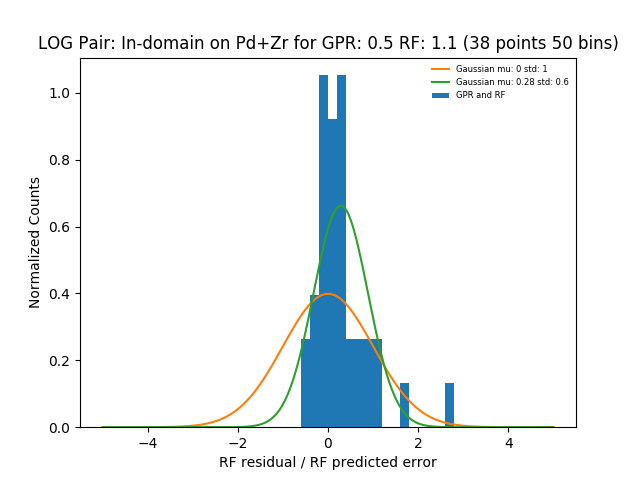 LOG Pair: In-domain on Pd+Zr for GPR: 0.5 RF: 1.1 (38 points 50 bins)
Gaussian mu: 0 std: 1
Gaussian mu: 0.28 std: 0.6
GPR and RF
Normalized Counts
1.0
0.8
0.6
0.4
0.2
0.0
−4
−2
0
2
4
RF residual / RF predicted error